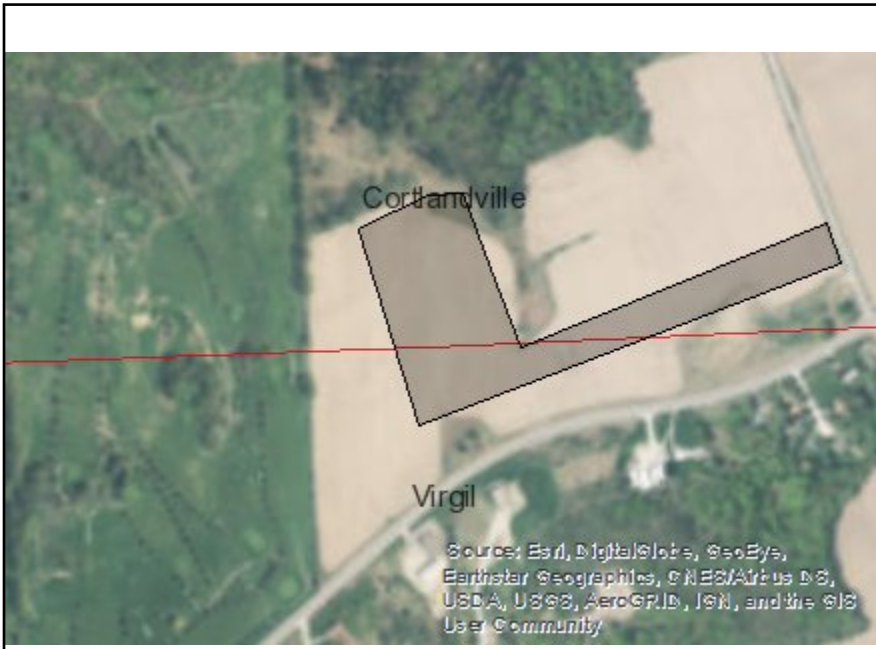 Cortlandville
Virgil
Source: Esri, DigitalGlobe, GeoEye,
Earthstar Geographics, CNES/Airbus DS,
USDA, USGS, AeroGRID, IGN, and the GIS
User Community